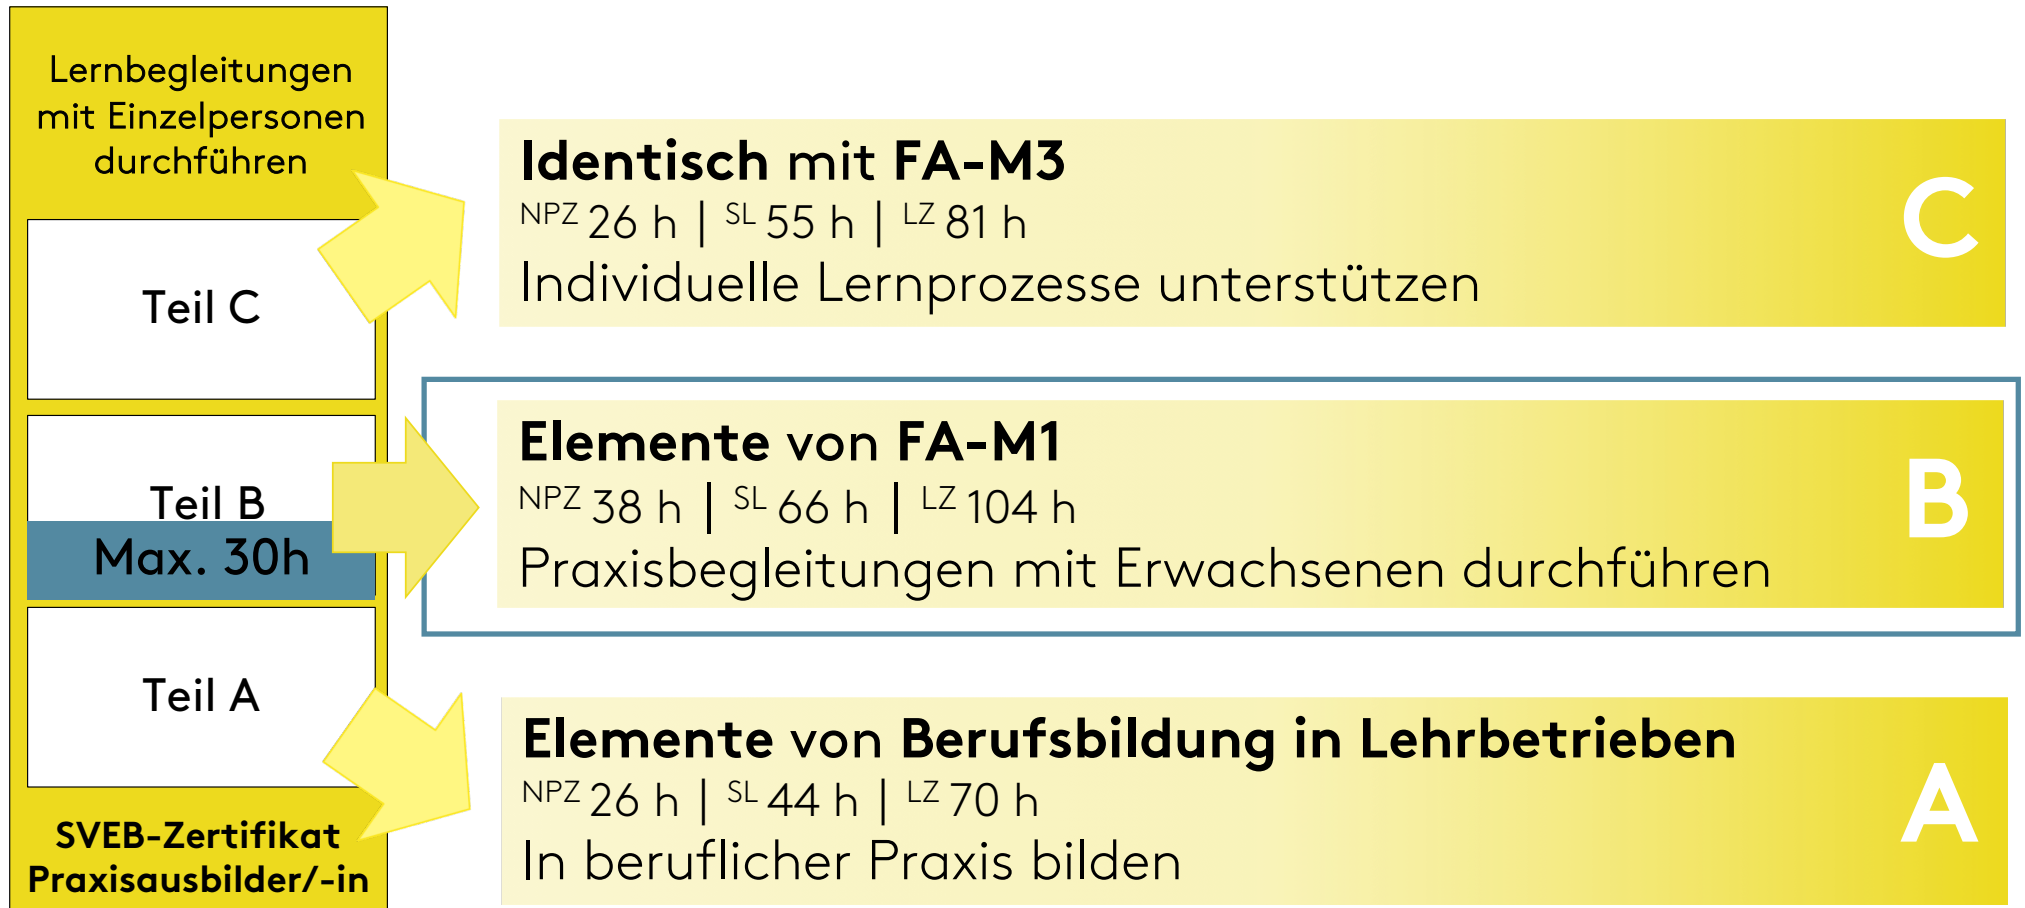 Lernbegleitungen
mit Einzelpersonen
durchführen
Teil C
Teil B
Max. 30h
Teil A
SVEB-Zertifikat
Praxisausbilder/-in
Identisch mit FA-M3
NPZ 26 h | SL 55 h | LZ 81 h
Individuelle Lernprozesse unterstützen
C
Elemente von FA-M1
NPZ 38 h | SL 66 h | LZ 104 h
Praxisbegleitungen mit Erwachsenen durchführen
B
Elemente von Berufsbildung in Lehrbetrieben
NPZ 26 h | SL 44 h | LZ 70 h
In beruflicher Praxis bilden
A